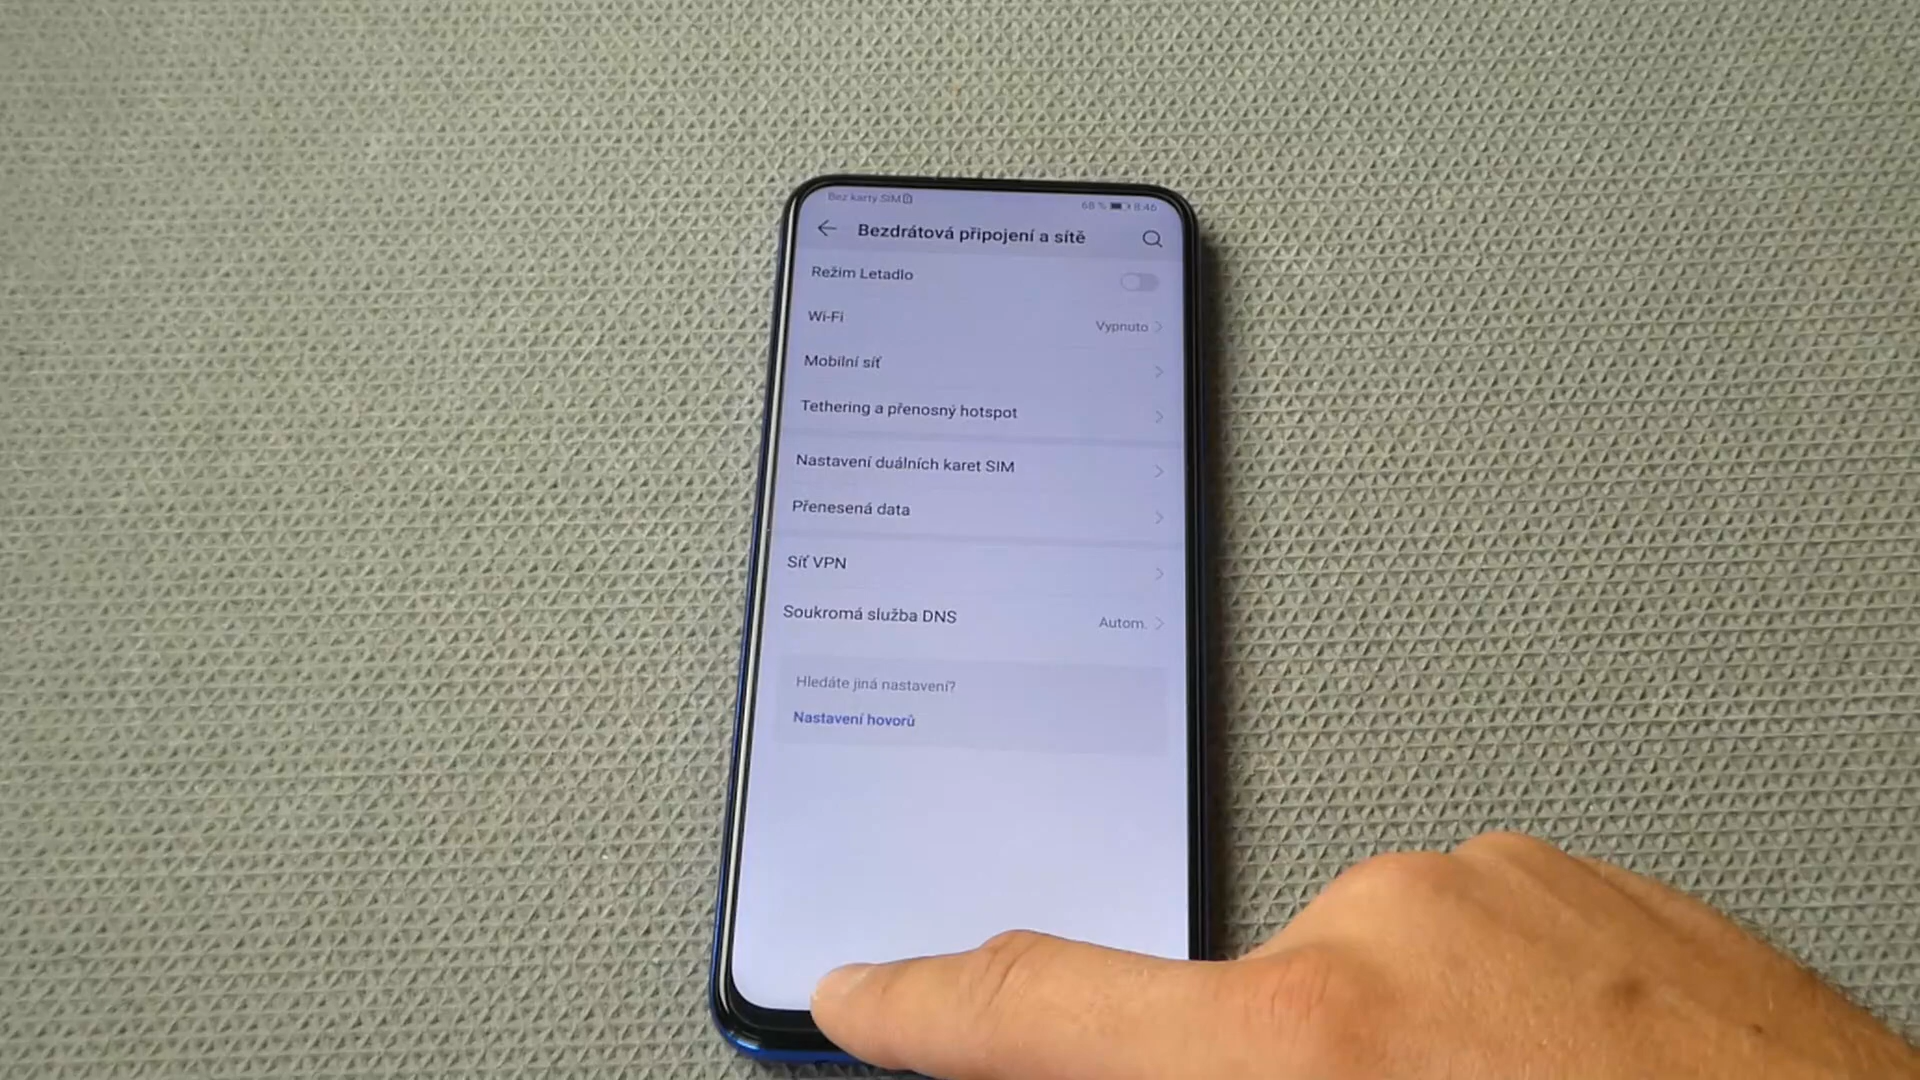 Bez karty SIM
68 % 8:46
Bezdrátová připojení a sítě
Režim Letadlo
Wi-Fi
Vypnuto
Mobilní síť
Tethering a přenosný hotspot
Nastavení duálních karet SIM
Přenesená data
Síť VPN
Soukromá služba DNS
Autom.
Hledáte jiná nastavení?
Nastavení hovorů